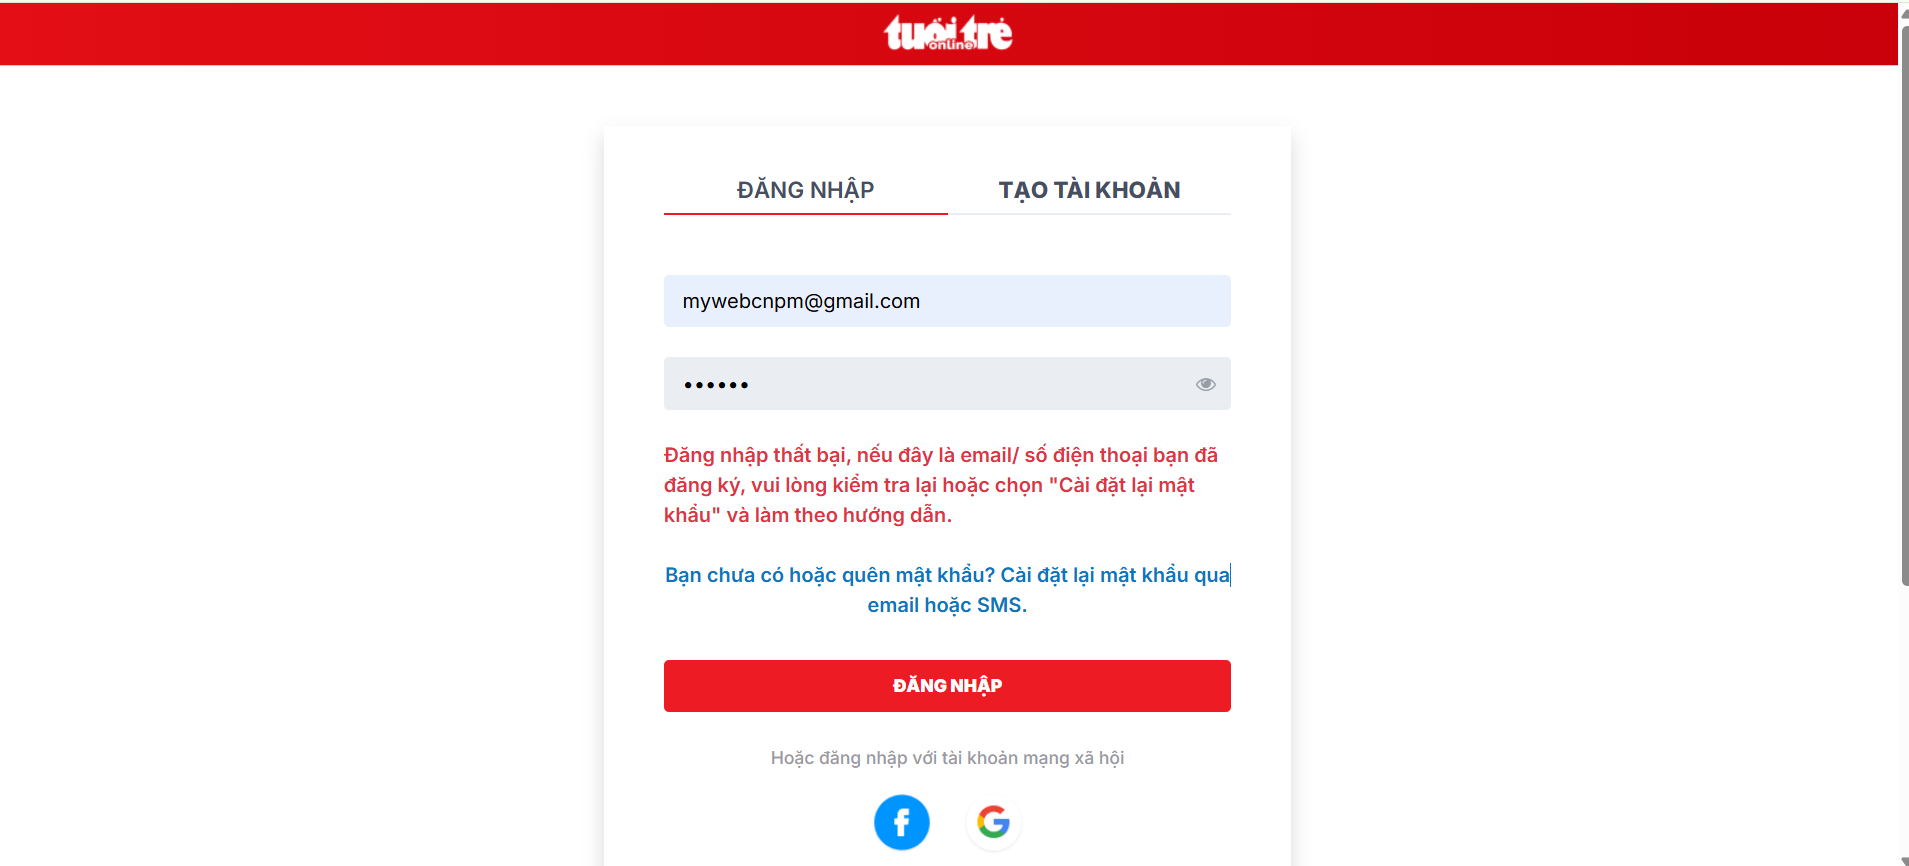 tuổi trẻ
online
ĐĂNG NHẬP
TẠO TÀI KHOẢN
mywebcnpm@gmail.com
••••••
Đăng nhập thất bại, nếu đây là email/ số điện thoại bạn đã
đăng ký, vui lòng kiểm tra lại hoặc chọn "Cài đặt lại mật
khẩu" và làm theo hướng dẫn.
Bạn chưa có hoặc quên mật khẩu? Cài đặt lại mật khẩu qua
email hoặc SMS.
ĐĂNG NHẬP
Hoặc đăng nhập với tài khoản mạng xã hội